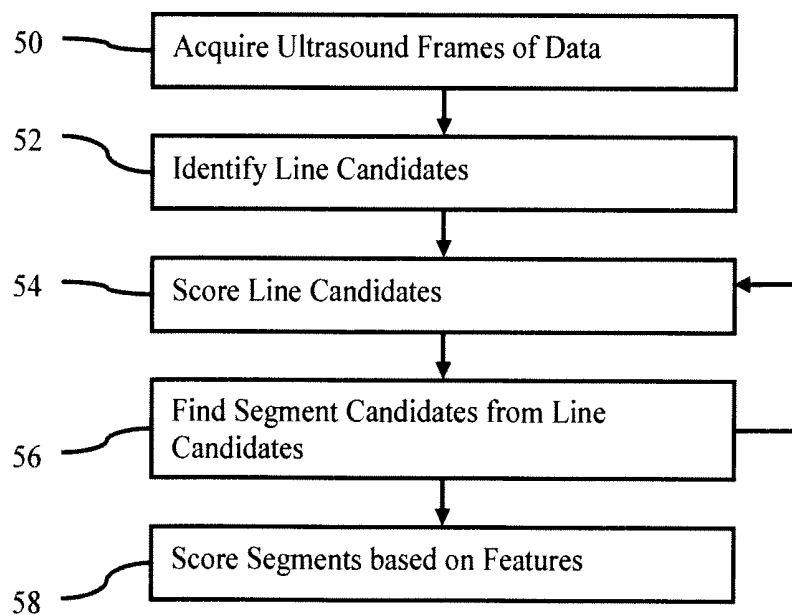 50
Acquire Ultrasound Frames of Data
52
Identify Line Candidates
54
Score Line Candidates
56
Find Segment Candidates from Line
Candidates
58
Score Segments based on Features